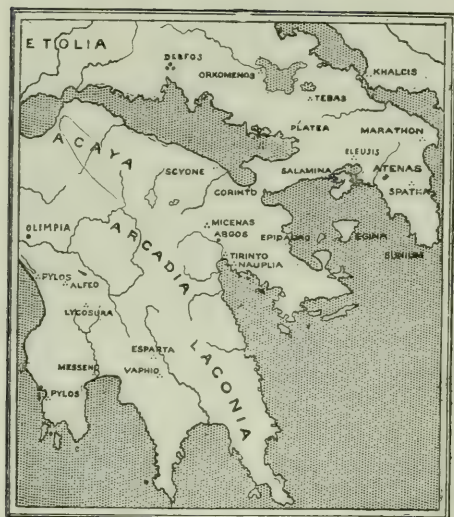 ETOLIA
DELFOS
ORKOMENOS
KHALCIS
TEBAS
PLATEA
MARATHON
ACAYA
ELEUSIS
SCYONE
SALAMINA
ATENAS
CORINTO
SPATHA
MICENAS
ARGOS
OLIMPIA
ARCADIA
EPIDAURO
EGINA
TIRINTO
SUNIUM
NAUPLIA
PYLOS
ALFEO
LYCOSURA
ESPARTA
MESSENE
VAPHIO
LACONIA
PYLOS